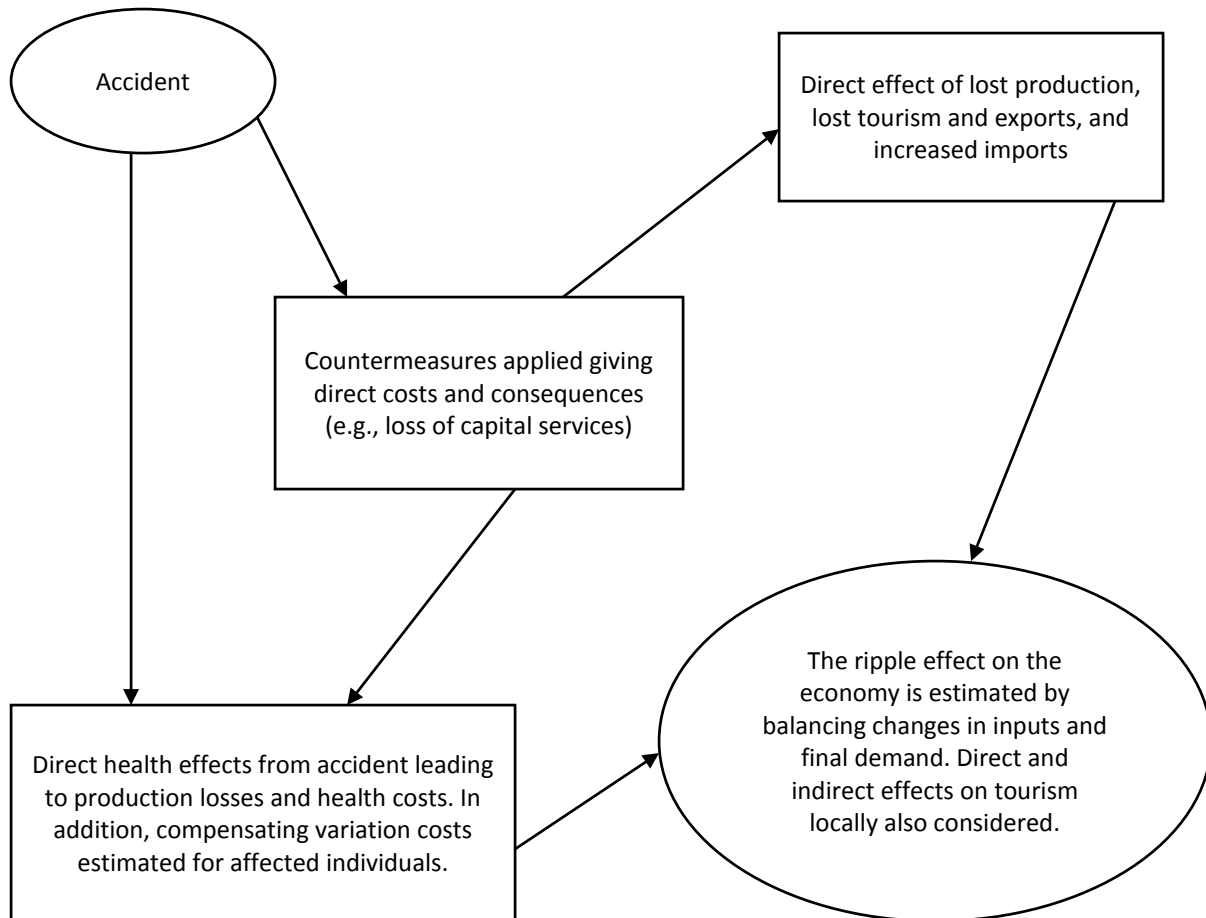 Accident
Direct effect of lost production,
lost tourism and exports, and
increased imports
Countermeasures applied giving
direct costs and consequences
(e.g., loss of capital services)
The ripple effect on the
economy is estimated by
balancing changes in inputs and
final demand. Direct and
indirect effects on tourism
locally also considered.
Direct health effects from accident leading
to production losses and health costs. In
addition, compensating variation costs
estimated for affected individuals.